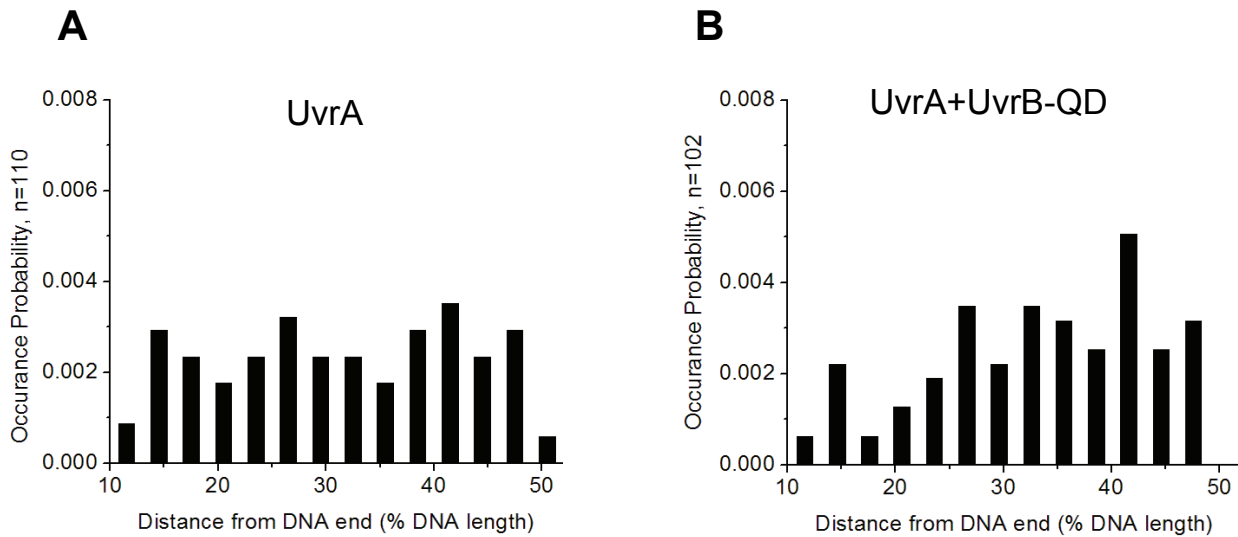 A
UvrA
0.008
0.006
0.004
0.002
0.000
Occurance Probability, n=110
10
20
30
40
50
Distance from DNA end (% DNA length)
B
UvrA+UvrB-QD
0.008
0.006
0.004
0.002
0.000
Occurance Probability, n=102
10
20
30
40
50
Distance from DNA end (% DNA length)